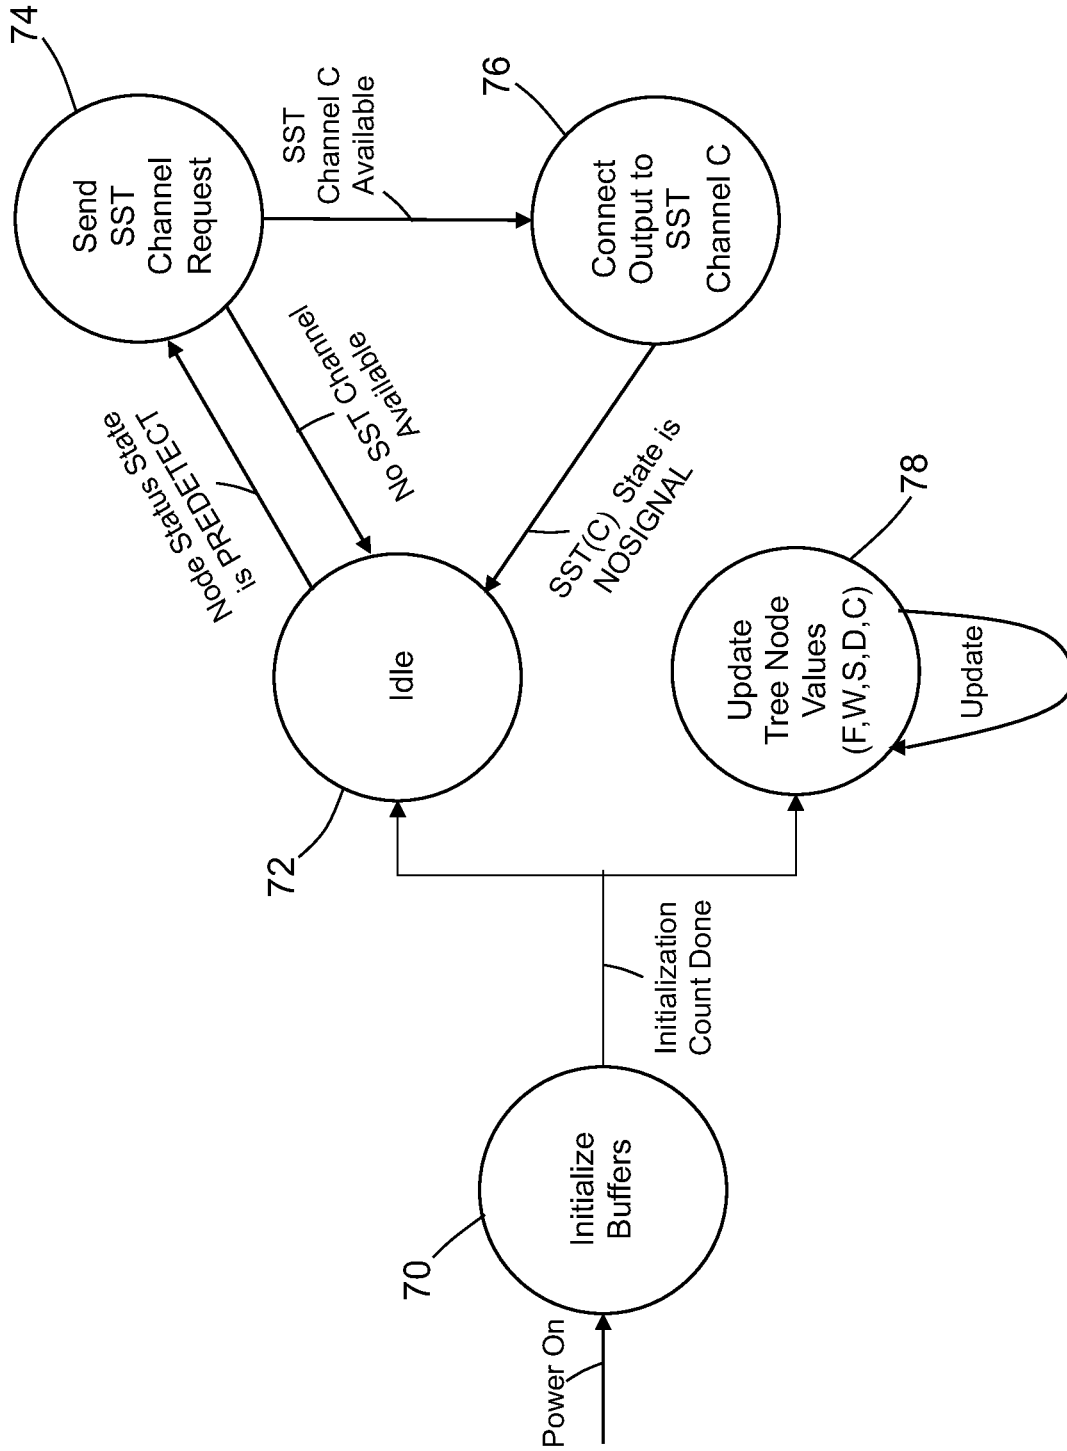 Power On
70
Initialize
Buffers
Initialization
Count Done
72
Idle
Node Status State
is PREDETECT
No SST Channel
Available
74
Send
SST
Channel
Request
SST
Channel C
Available
76
Connect
Output to
SST
Channel C
SST(C) State is
NOSIGNAL
78
Update
Tree Node
Values
(F,W,S,D,C)
Update